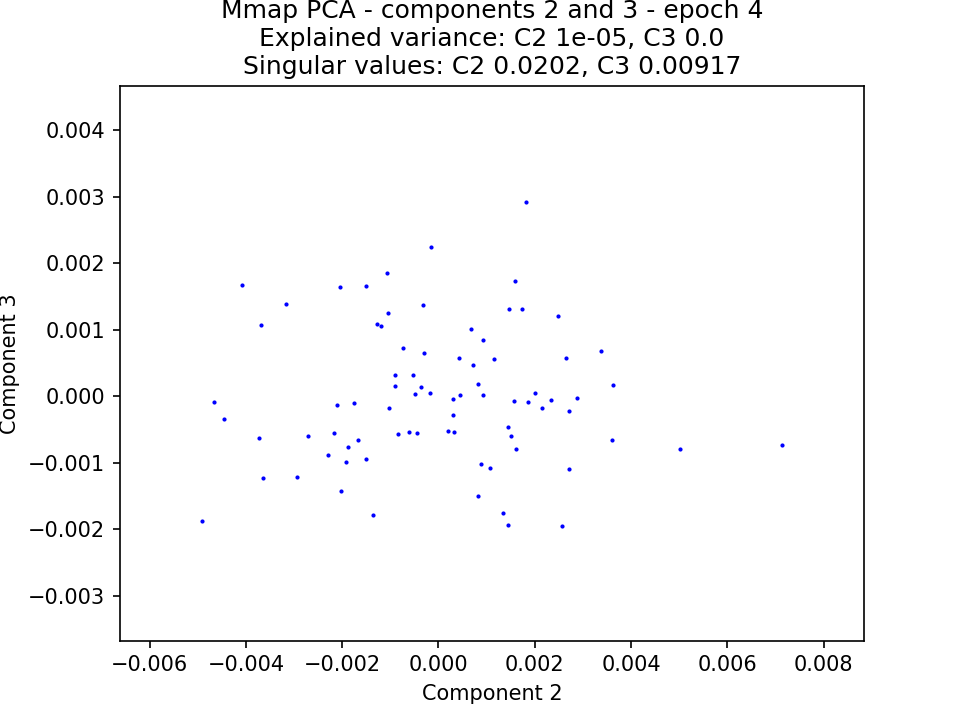 Mmap PCA - components 2 and 3 - epoch 4
Explained variance: C2 1e-05, C3 0.0
Singular values: C2 0.0202, C3 0.00917
0.004
0.003
0.002
0.001
0.000
−0.001
−0.002
−0.003
Component 3
−0.006 −0.004 −0.002 0.000 0.002 0.004 0.006 0.008
Component 2